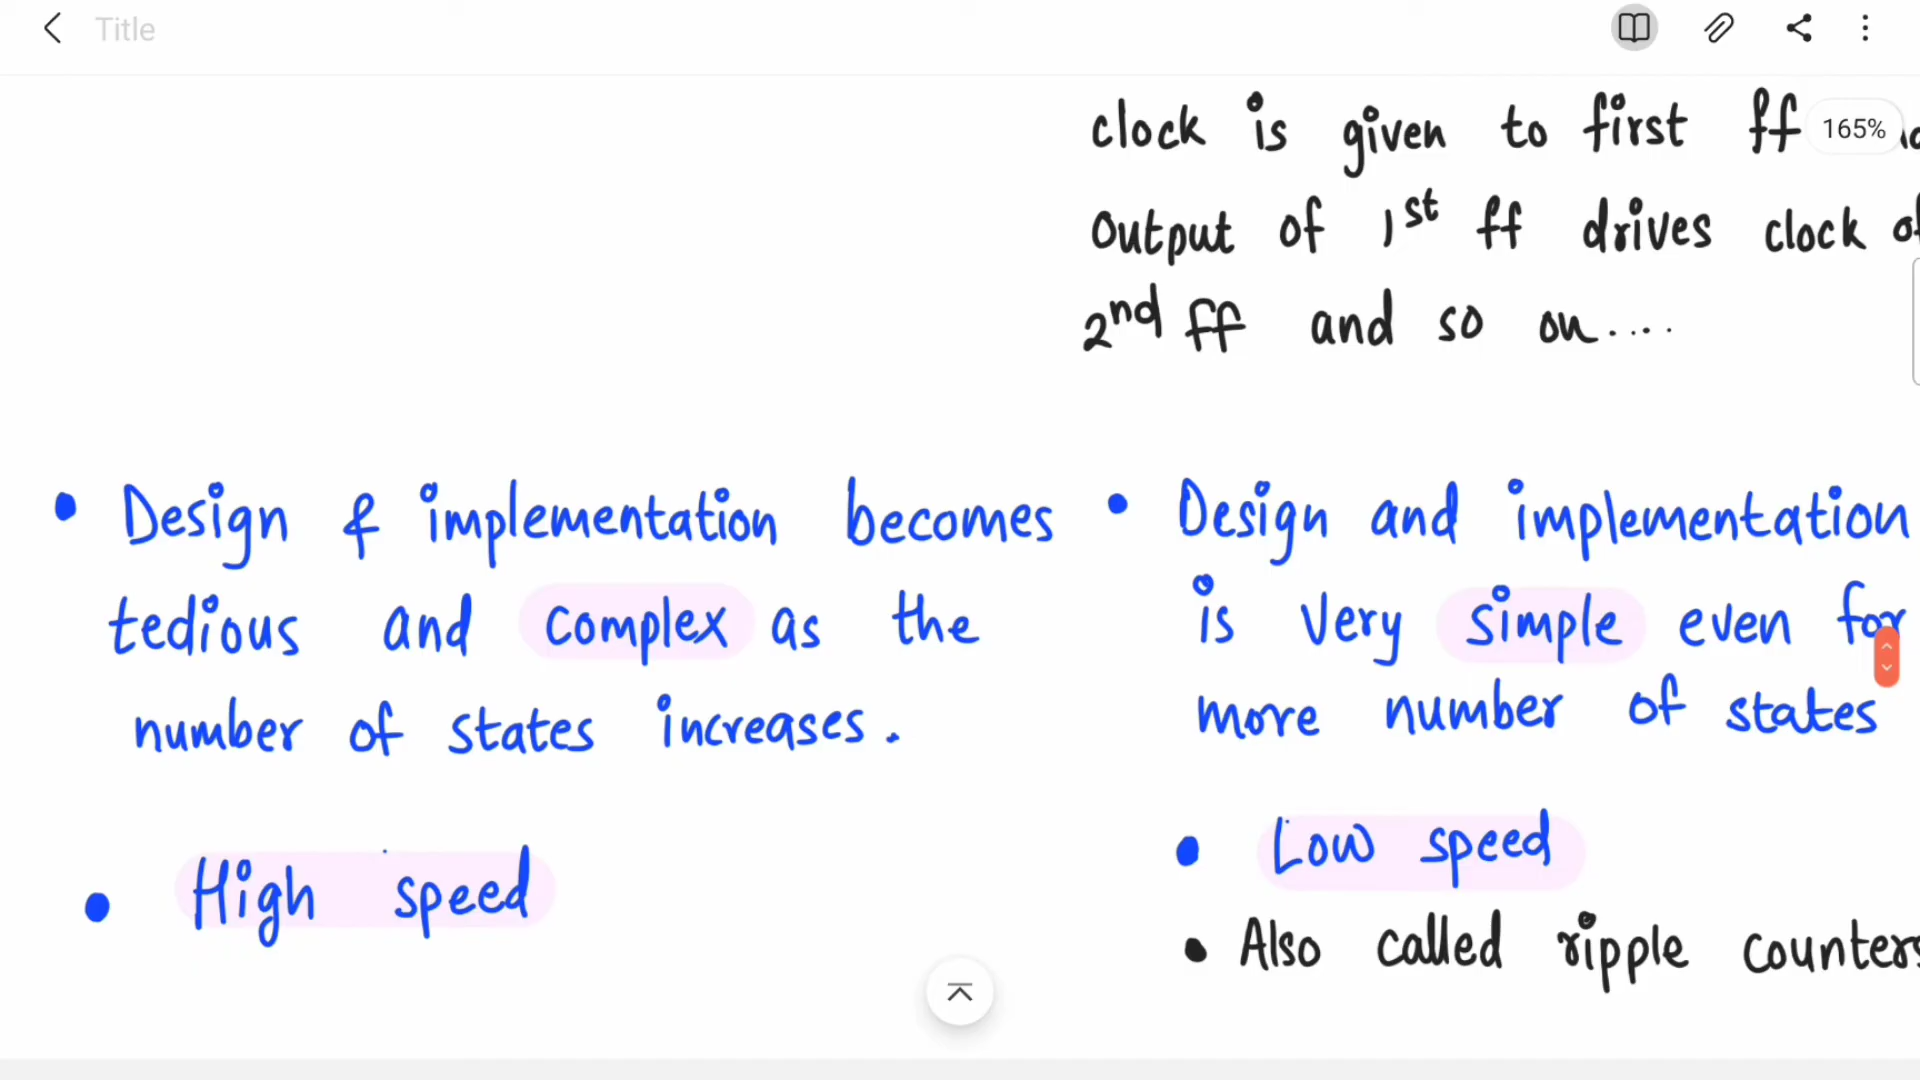 Title
165%
clock is given to first ff
Output of 1st ff drives clock of
2nd ff and so on....
• Design & implementation becomes
tedious and complex as the
number of states increases.
• High speed
• Design and implementation
is very simple even for
more number of states
• Low speed
• Also called ripple counters